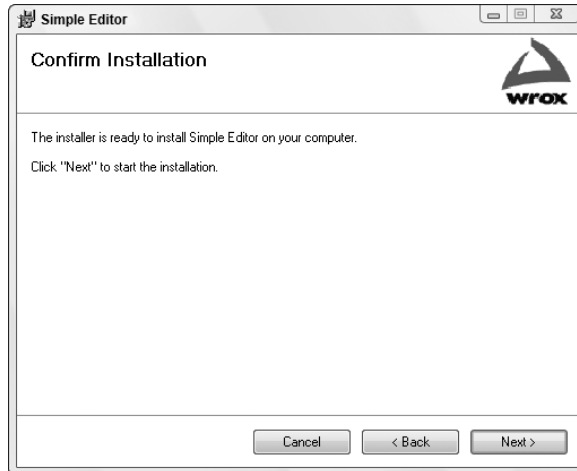 Simple Editor
Confirm Installation
wrox
The installer is ready to install Simple Editor on your computer.
Click "Next" to start the installation.
Cancel
< Back
Next >